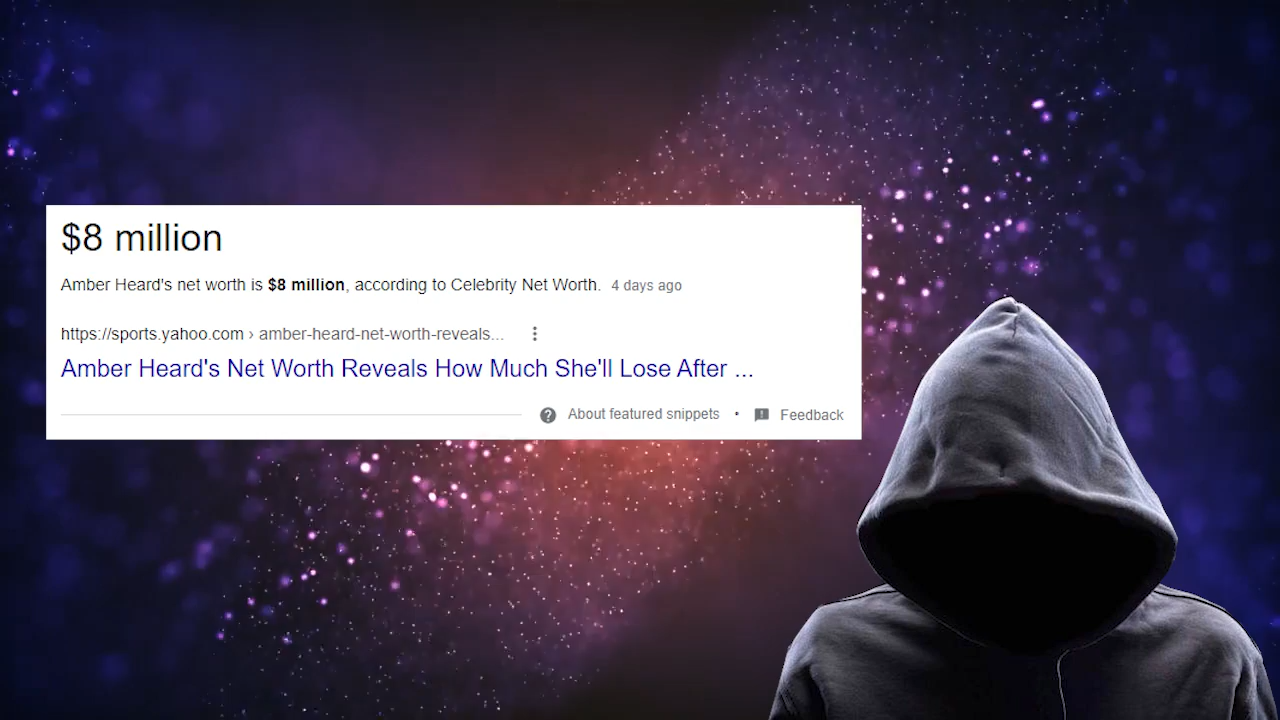 $8 million
Amber Heard's net worth is $8 million, according to Celebrity Net Worth. 4 days ago
https://sports.yahoo.com › amber-heard-net-worth-reveals...
Amber Heard's Net Worth Reveals How Much She'll Lose After ...
About featured snippets • Feedback